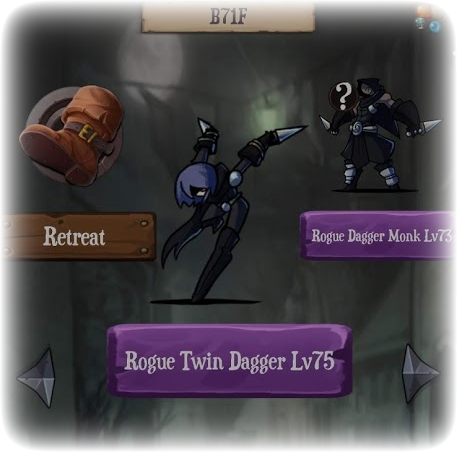 B71F
?
Retreat
Rogue Dagger Monk Lv73
Rogue Twin Dagger Lv75